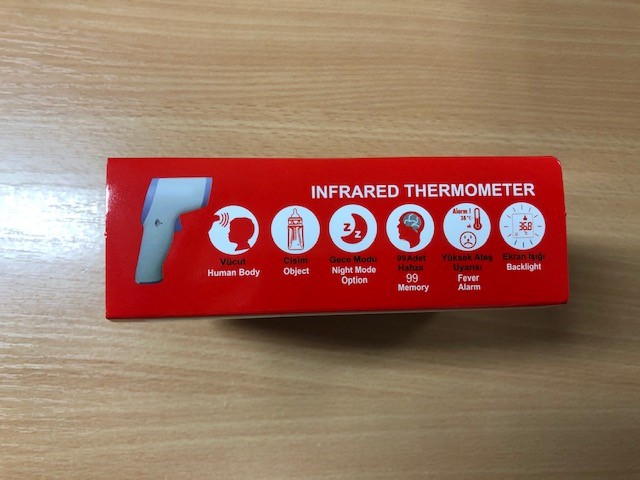 INFRARED THERMOMETER
Alarm !
38 °C
36.8
Vücut
Human Body
Cisim
Object
Gece Modu
Night Mode
Option
99 Adet
Hafıza
99
Memory
Yüksek Ateş
Uyarısı
Fever
Alarm
Ekran Işığı
Backlight